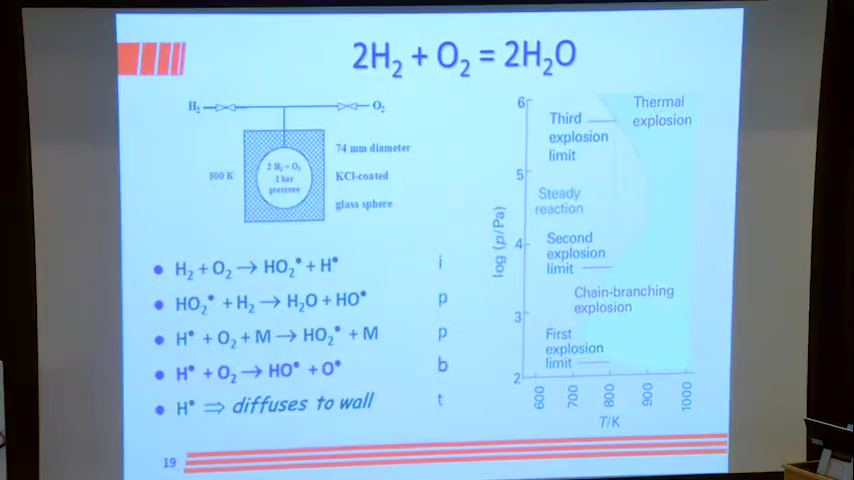 2H₂ + O₂ = 2H₂O
H₂
O₂
800 K
2 H₂ + O₂
1 bar
pressure
74 mm diameter
KCl-coated
glass sphere
● H₂ + O₂ → HO₂• + H• i
● HO₂• + H₂ → H₂O + HO• p
● H• + O₂ + M → HO₂• + M p
● H• + O₂ → HO• + O• b
● H• ⇒ diffuses to wall t
log (p/Pa)
6
5
4
3
2
Thermal
explosion
Third
explosion
limit
Steady
reaction
Second
explosion
limit
Chain-branching
explosion
First
explosion
limit
600
700
800
900
1000
T/K
19